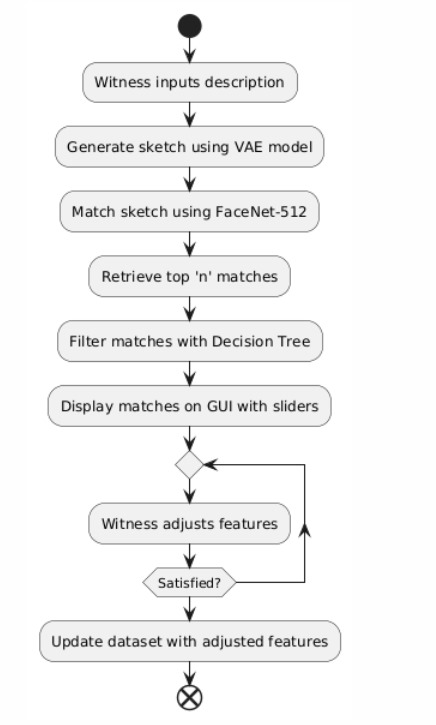 Witness inputs description
Generate sketch using VAE model
Match sketch using FaceNet-512
Retrieve top 'n' matches
Filter matches with Decision Tree
Display matches on GUI with sliders
Witness adjusts features
Satisfied?
Update dataset with adjusted features